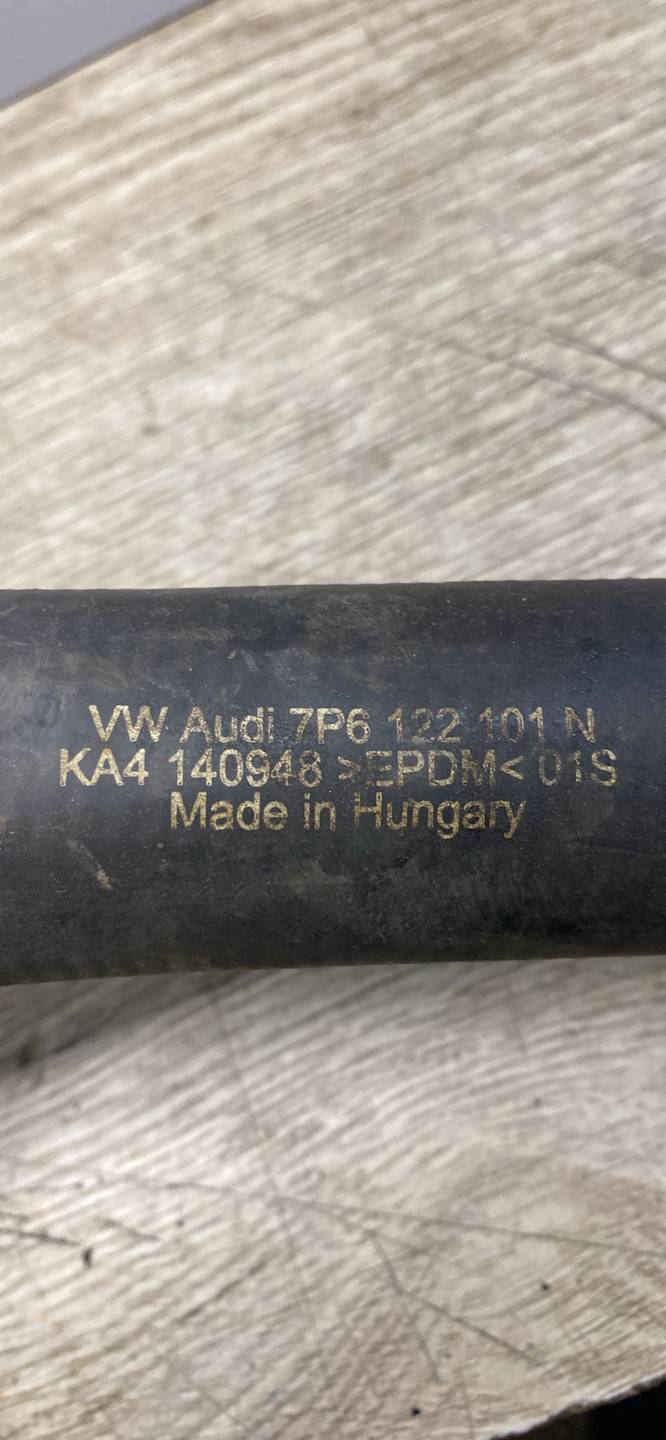 VW Audi 7P6 122 101 N
KA4 140948 >EPDM< 01S
Made in Hungary